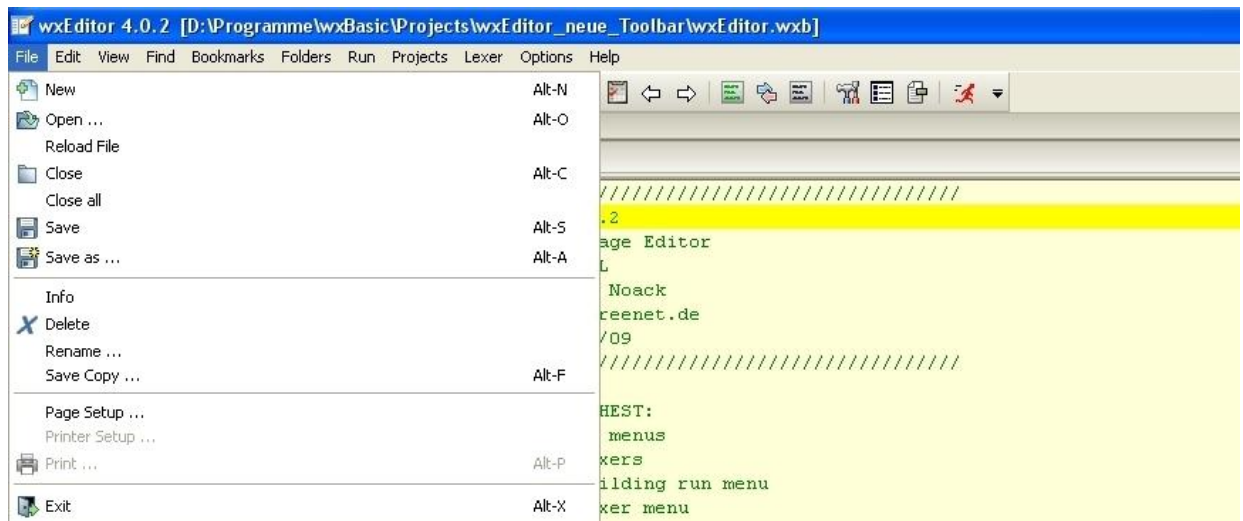 wxEditor 4.0.2 [D:\Programme\wxBasic\Projects\wxEditor_neue_Toolbar\wxEditor.wxb]
File Edit View Find Bookmarks Folders Run Projects Lexer Options Help
New Alt-N
Open ... Alt-O
Reload File
Close Alt-C
Close all
Save Alt-S
Save as ... Alt-A
Info
Delete
Rename ...
Save Copy ... Alt-F
Page Setup ...
Printer Setup ...
Print ... Alt-P
Exit Alt-X
//////////////////////////////
.2
age Editor
L
Noack
reenet.de
/09
//////////////////////////////
HEST:
menus
xers
ilding run menu
xer menu